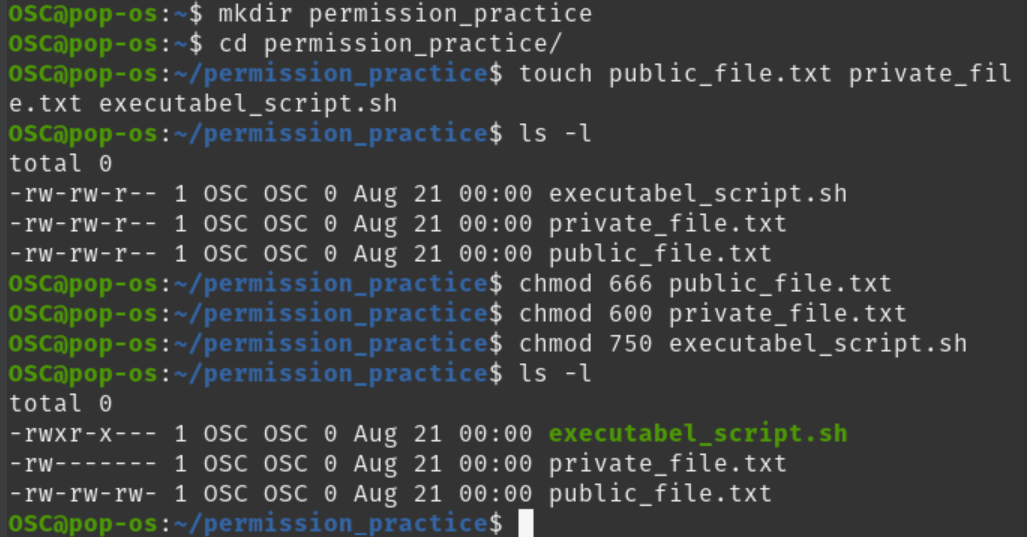 OSC@pop-os:~$ mkdir permission_practice
OSC@pop-os:~$ cd permission_practice/
OSC@pop-os:~/permission_practice$ touch public_file.txt private_fil
e.txt executabel_script.sh
OSC@pop-os:~/permission_practice$ ls -l
total 0
-rw-rw-r-- 1 OSC OSC 0 Aug 21 00:00 executabel_script.sh
-rw-rw-r-- 1 OSC OSC 0 Aug 21 00:00 private_file.txt
-rw-rw-r-- 1 OSC OSC 0 Aug 21 00:00 public_file.txt
OSC@pop-os:~/permission_practice$ chmod 666 public_file.txt
OSC@pop-os:~/permission_practice$ chmod 600 private_file.txt
OSC@pop-os:~/permission_practice$ chmod 750 executabel_script.sh
OSC@pop-os:~/permission_practice$ ls -l
total 0
-rwxr-x--- 1 OSC OSC 0 Aug 21 00:00 executabel_script.sh
-rw------- 1 OSC OSC 0 Aug 21 00:00 private_file.txt
-rw-rw-rw- 1 OSC OSC 0 Aug 21 00:00 public_file.txt
OSC@pop-os:~/permission_practice$